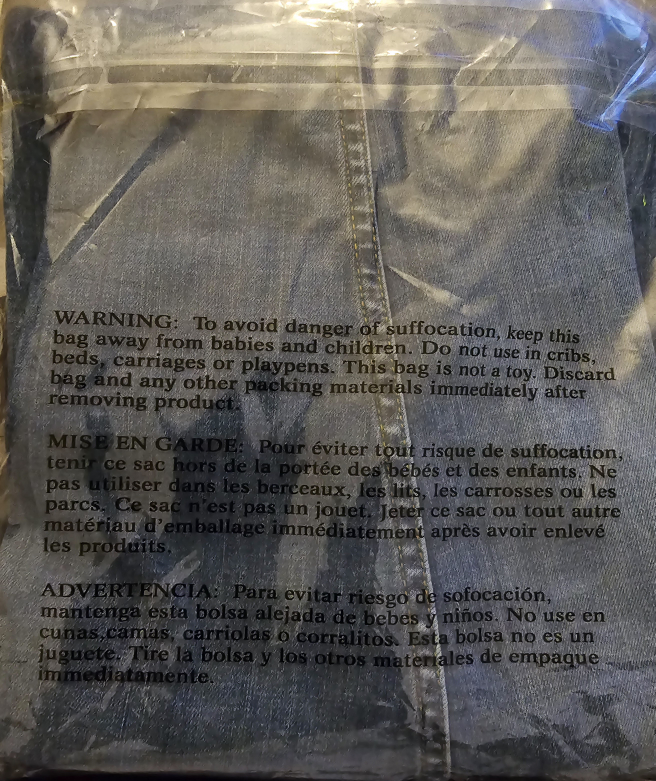 WARNING: To avoid danger of suffocation, keep this
bag away from babies and children. Do not use in cribs,
beds, carriages or playpens. This bag is not a toy. Discard
bag and any other packing materials immediately after
removing product.
MISE EN GARDE: Pour éviter tout risque de suffocation,
tenir ce sac hors de la portée des bébés et des enfants. Ne
pas utiliser dans les berceaux, les lits, les carrosses ou les
parcs. Ce sac n'est pas un jouet. Jeter ce sac ou tout autre
matériau d'emballage immédiatement après avoir enlevé
les produits.
ADVERTENCIA: Para evitar riesgo de sofocación,
mantenga esta bolsa alejada de bebes y niños. No use en
cunas,camas, carriolas o corralitos. Esta bolsa no es un
juguete. Tire la bolsa y los otros materiales de empaque
immediatamente.